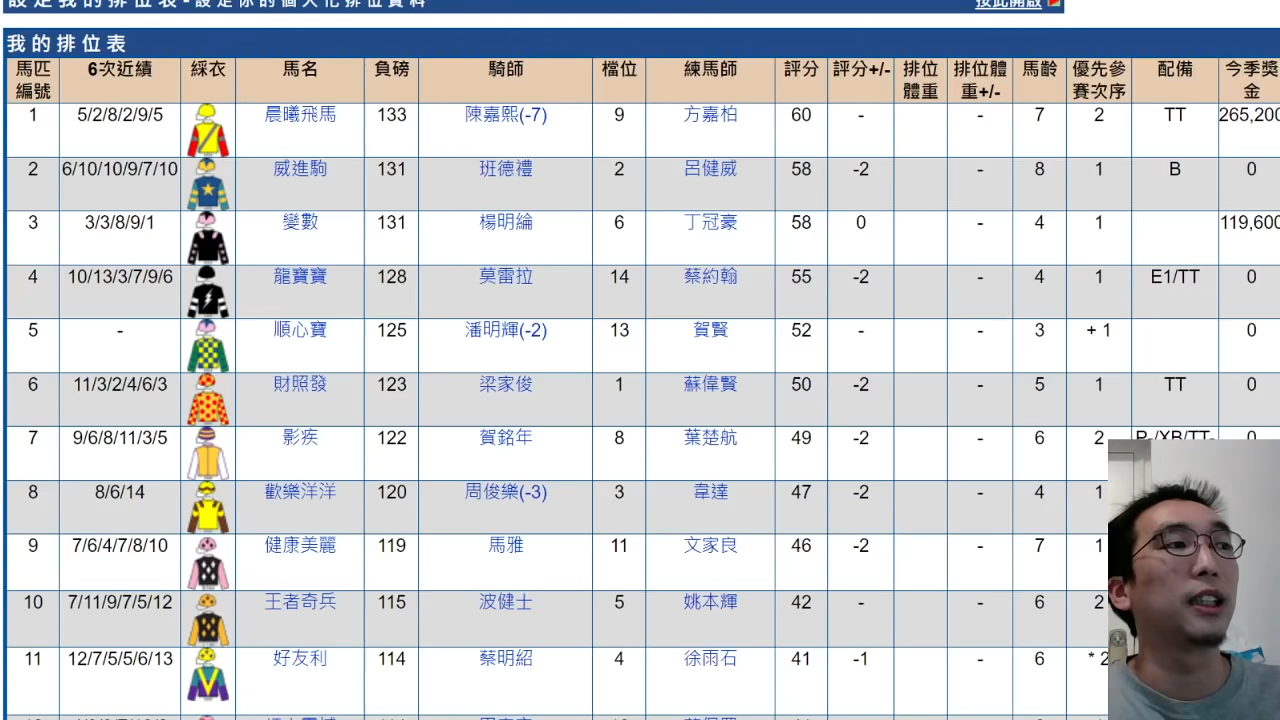 設定我的排位表-設定你的個人化排位資料 按此開啟
我的排位表
馬匹編號 6次近績 綵衣 馬名 負磅 騎師 檔位 練馬師 評分 評分+/- 排位體重 排位體重+/- 馬齡 優先參賽次序 配備 今季獎金
1 5/2/8/2/9/5 晨曦飛馬 133 陳嘉熙(-7) 9 方嘉柏 60 - - 7 2 TT 265,200
2 6/10/10/9/7/10 威進駒 131 班德禮 2 呂健威 58 -2 - 8 1 B 0
3 3/3/8/9/1 變數 131 楊明綸 6 丁冠豪 58 0 - 4 1 119,600
4 10/13/3/7/9/6 龍寶寶 128 莫雷拉 14 蔡約翰 55 -2 - 4 1 E1/TT 0
5 - 順心寶 125 潘明輝(-2) 13 賀賢 52 - - 3 + 1 0
6 11/3/2/4/6/3 財照發 123 梁家俊 1 蘇偉賢 50 -2 - 5 1 TT 0
7 9/6/8/11/3/5 影疾 122 賀銘年 8 葉楚航 49 -2 - 6 2 0
8 8/6/14 歡樂洋洋 120 周俊樂(-3) 3 韋達 47 -2 - 4 1
9 7/6/4/7/8/10 健康美麗 119 馬雅 11 文家良 46 -2 - 7 1
10 7/11/9/7/5/12 王者奇兵 115 波健士 5 姚本輝 42 - - 6 2
11 12/7/5/5/6/13 好友利 114 蔡明紹 4 徐雨石 41 -1 - 6 * 2